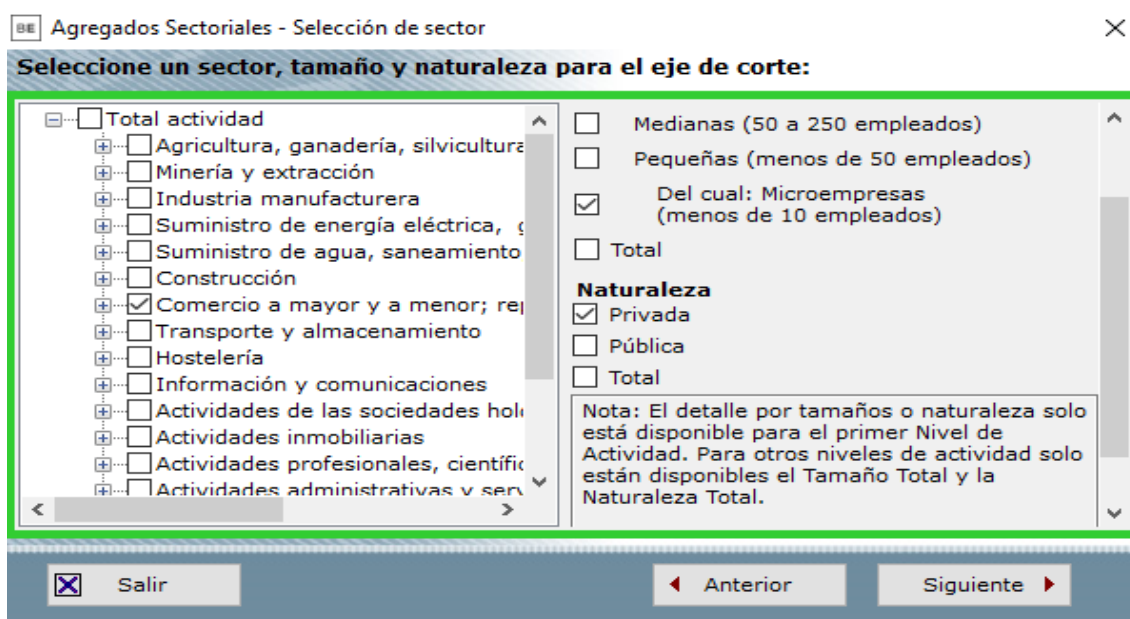 BE Agregados Sectoriales - Selección de sector
Seleccione un sector, tamaño y naturaleza para el eje de corte:
Total actividad
Agricultura, ganadería, silvicultura
Minería y extracción
Industria manufacturera
Suministro de energía eléctrica,
Suministro de agua, saneamiento
Construcción
Comercio a mayor y a menor; rep
Transporte y almacenamiento
Hostelería
Información y comunicaciones
Actividades de las sociedades hol
Actividades inmobiliarias
Actividades profesionales, científic
Actividades administrativas y serv
Medianas (50 a 250 empleados)
Pequeñas (menos de 50 empleados)
Del cual: Microempresas
(menos de 10 empleados)
Total
Naturaleza
Privada
Pública
Total
Nota: El detalle por tamaños o naturaleza solo
está disponible para el primer Nivel de
Actividad. Para otros niveles de actividad solo
están disponibles el Tamaño Total y la
Naturaleza Total.
Salir
Anterior
Siguiente